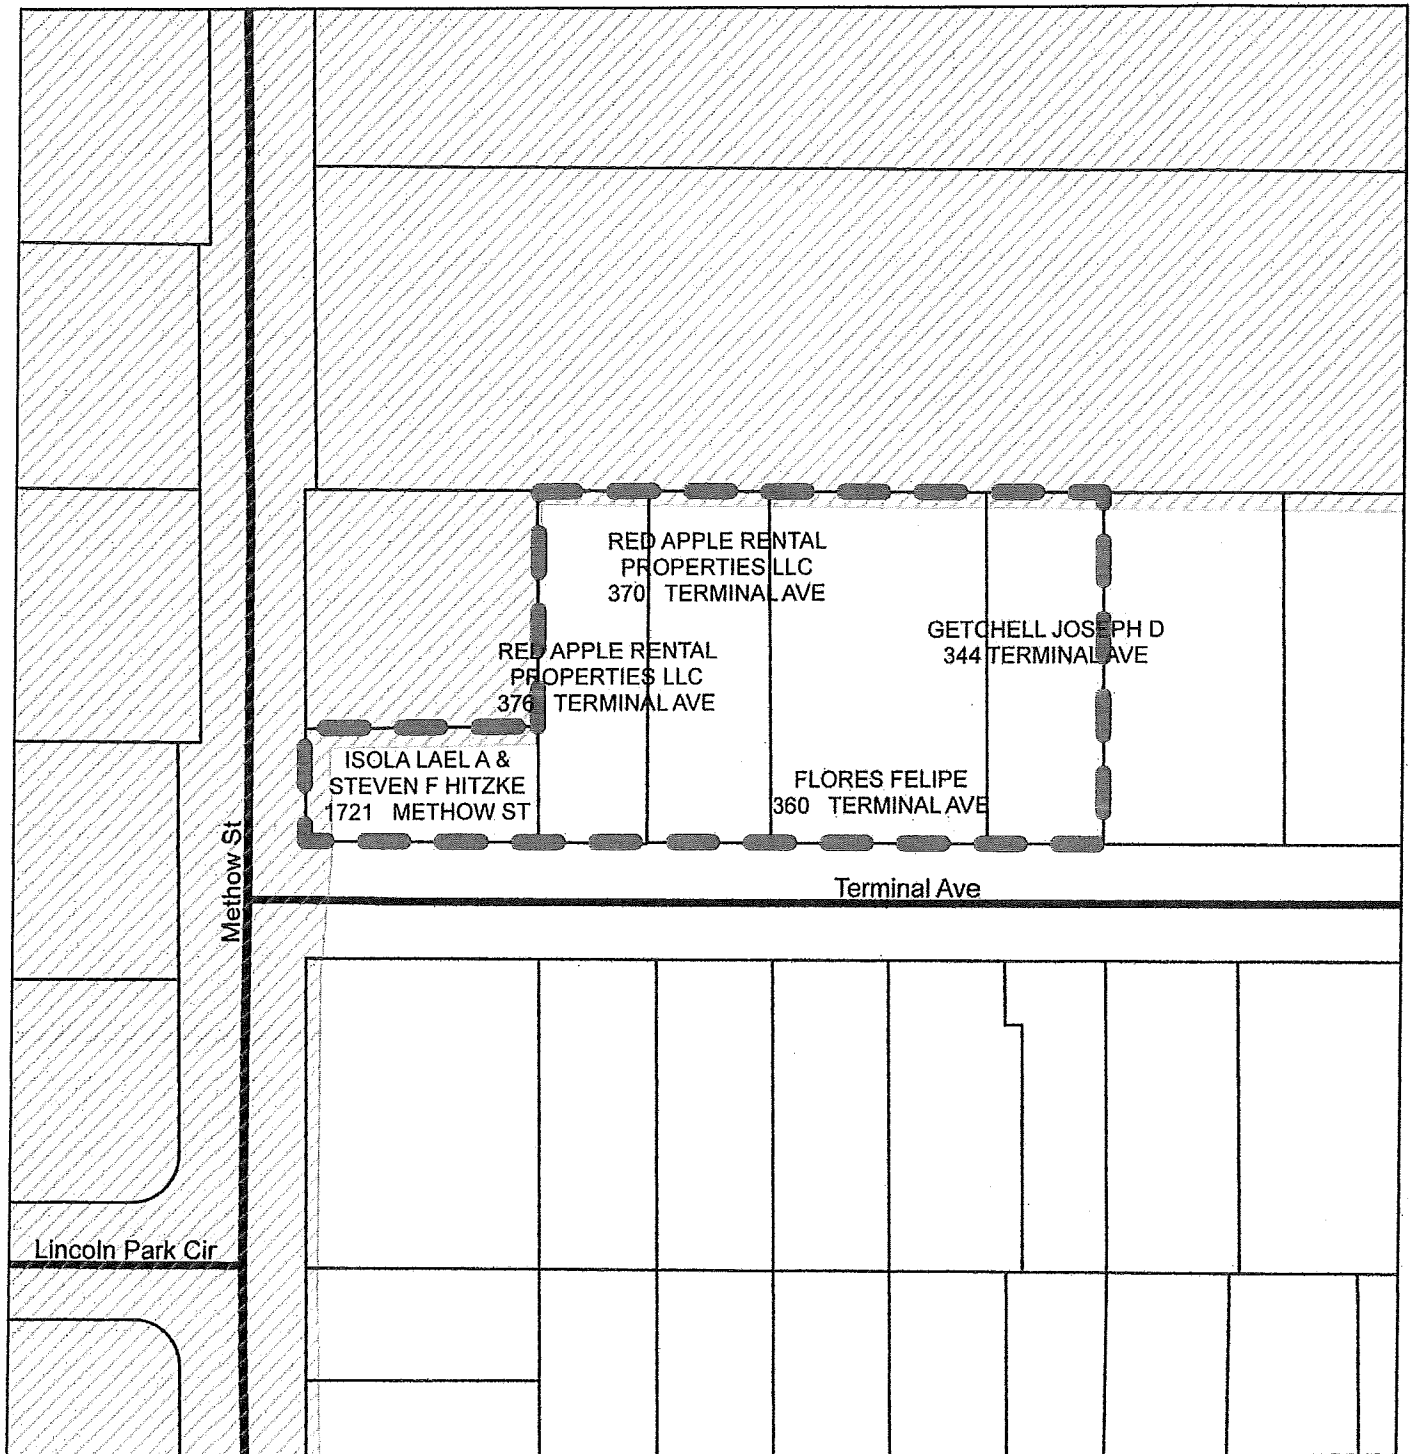 RED APPLE RENTAL
PROPERTIES LLC
370 TERMINAL AVE
GETCHELL JOSEPH D
344 TERMINAL AVE
RED APPLE RENTAL
PROPERTIES LLC
376 TERMINAL AVE
ISOLA LAEL A &
STEVEN F HITZKE
1721 METHOW ST
FLORES FELIPE
360 TERMINAL AVE
Methow St
Terminal Ave
Lincoln Park Cir